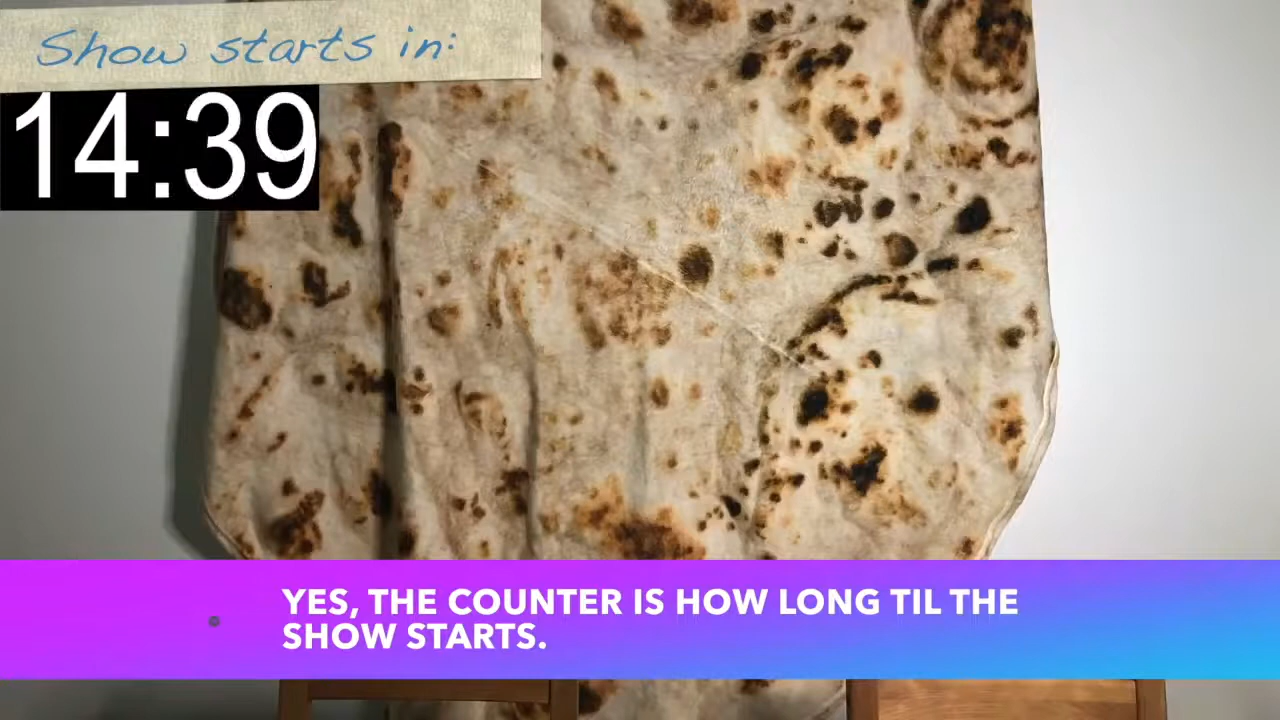 Show starts in:
14:39
YES, THE COUNTER IS HOW LONG TIL THE
SHOW STARTS.